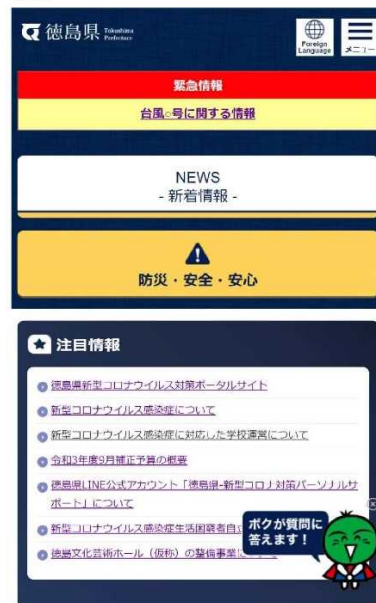 徳島県 Tokushima
Prefecture
Foreign
Language
メニュー
緊急情報
台風○号に関する情報
NEWS
- 新着情報 -
防災・安全・安心
注目情報
徳島県新型コロナウイルス対策ポータルサイト
新型コロナウイルス感染症について
新型コロナウイルス感染症に対応した学校運営について
令和3年度9月補正予算の概要
徳島県LINE公式アカウント「徳島県-新型コロナ対策パーソナルサ
ポート」について
新型コロナウイルス感染症生活困窮者自
徳島文化芸術ホール（仮称）の整備事業に
ボクが質問に
答えます！